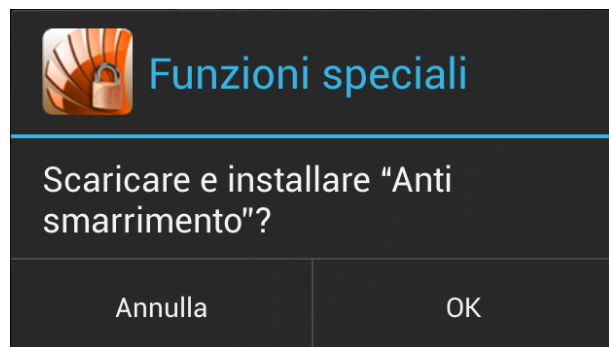 Funzioni speciali
Scaricare e installare “Anti
smarrimento”?
Annulla
OK